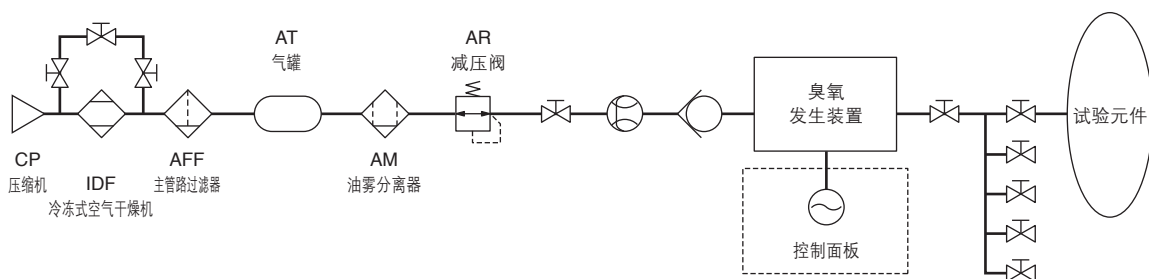 AT
气罐
AR
减压阀
臭氧
发生装置
试验元件
CP
压缩机
IDF
冷冻式空气干燥机
AFF
主管路过滤器
AM
油雾分离器
控制面板